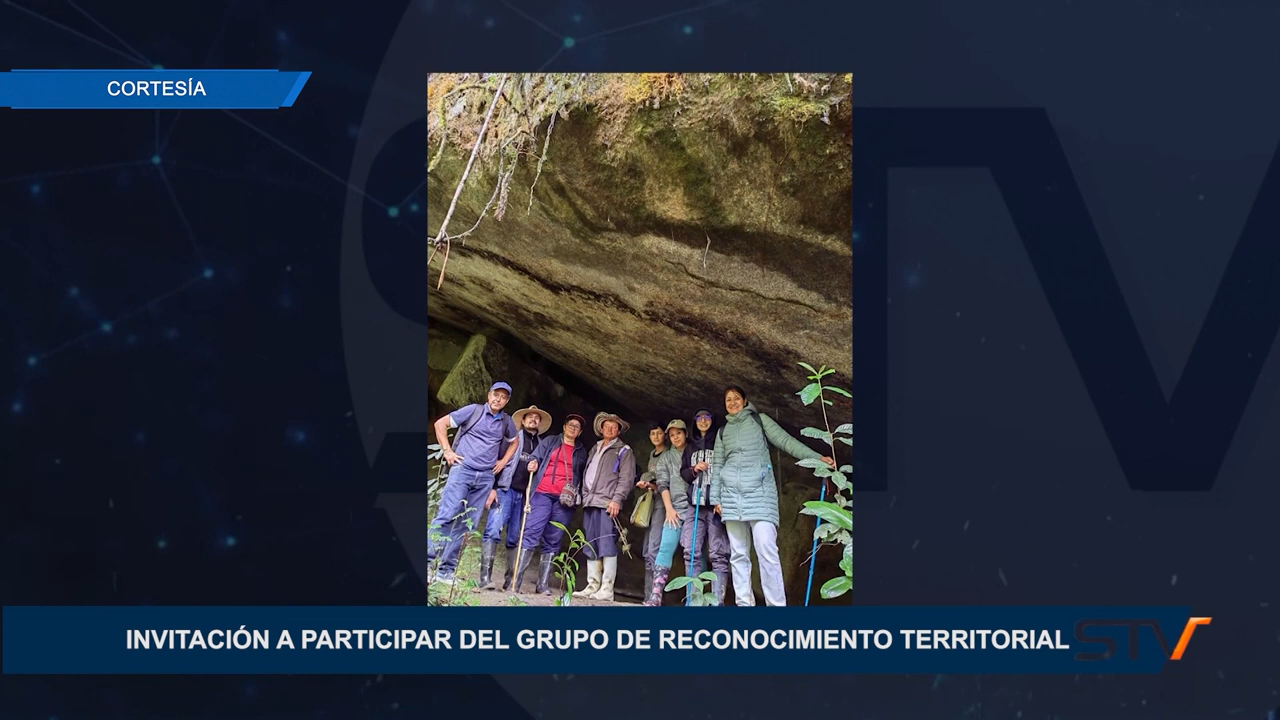 CORTESÍA
INVITACIÓN A PARTICIPAR DEL GRUPO DE RECONOCIMIENTO TERRITORIAL
STV